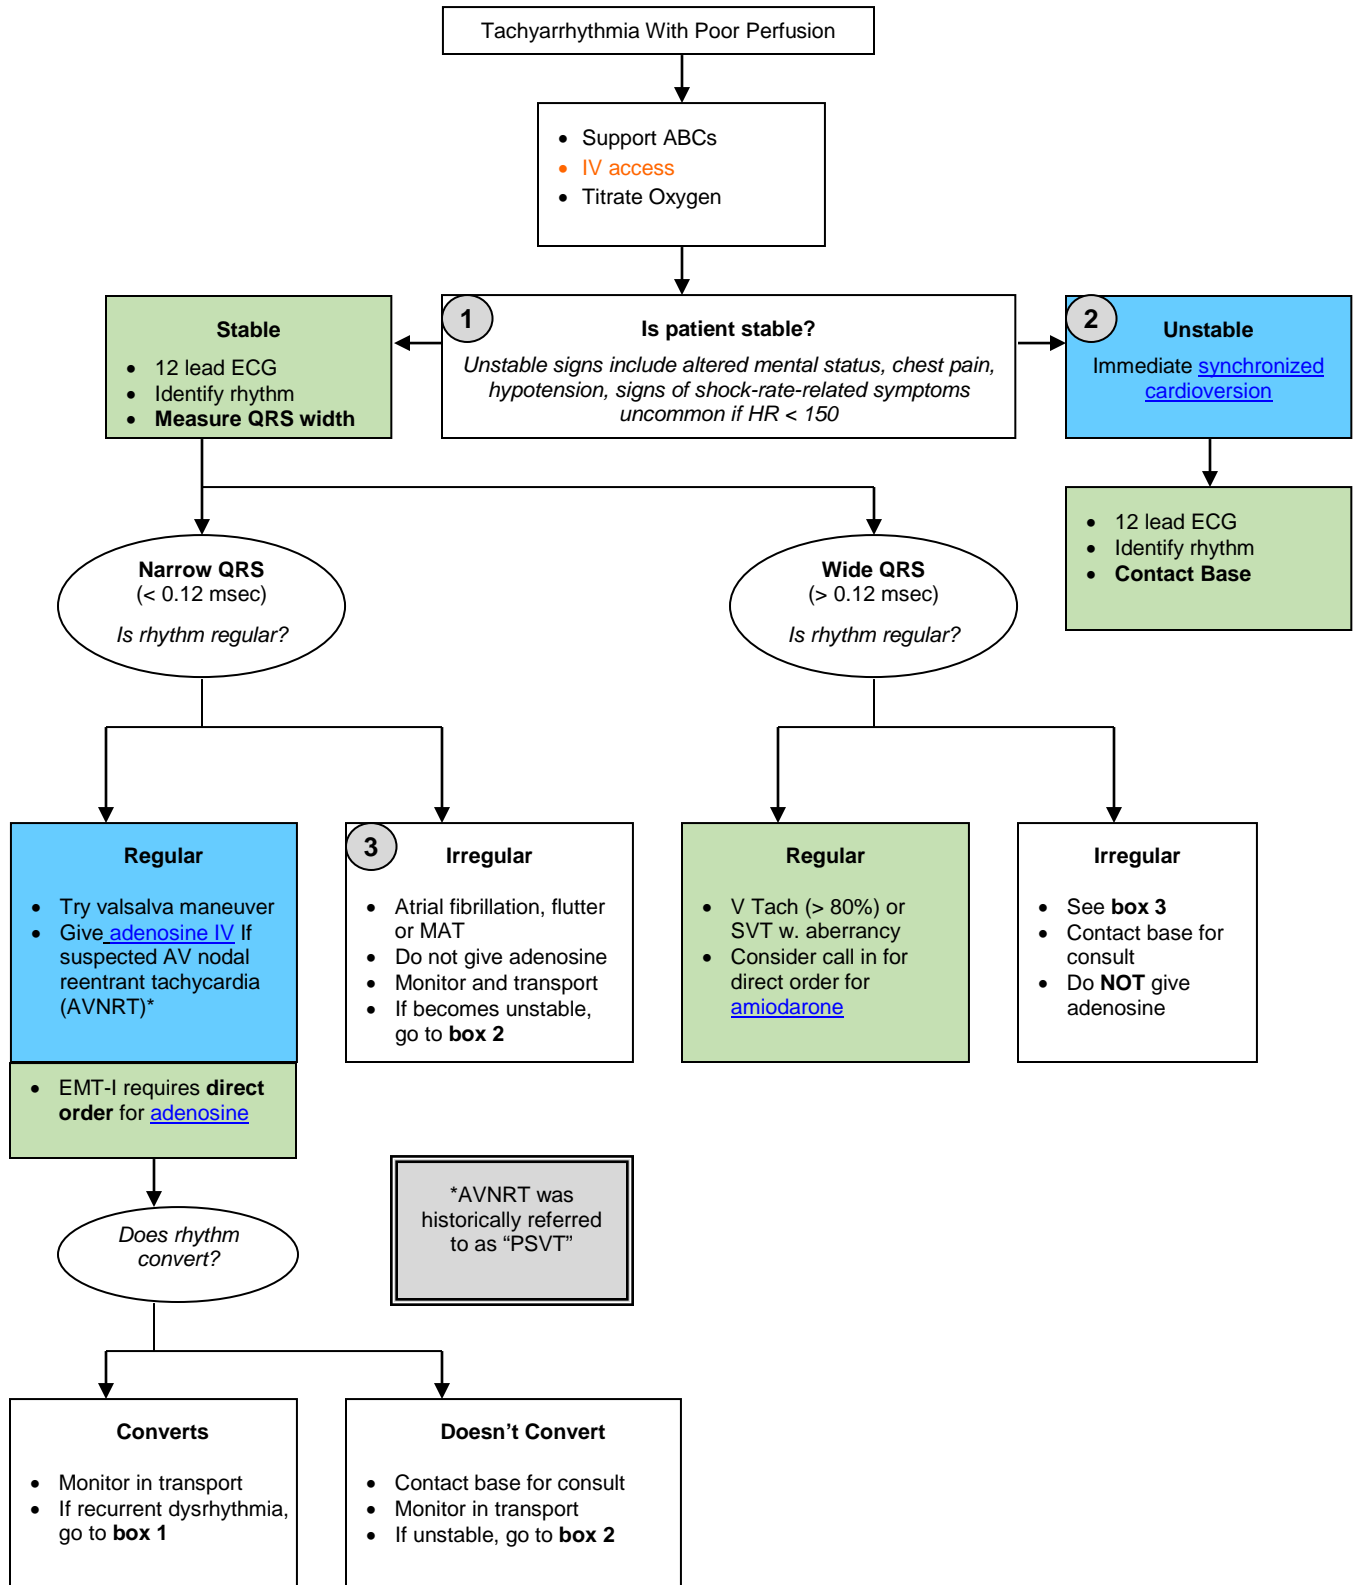 Tachyarrhythmia With Poor Perfusion
• Support ABCs
• IV access
• Titrate Oxygen
Stable
• 12 lead ECG
• Identify rhythm
• Measure QRS width
1
Is patient stable?
Unstable signs include altered mental status, chest pain,
hypotension, signs of shock-rate-related symptoms
uncommon if HR < 150
2
Unstable
Immediate synchronized
cardioversion
• 12 lead ECG
• Identify rhythm
• Contact Base
Narrow QRS
(< 0.12 msec)
Is rhythm regular?
Wide QRS
(> 0.12 msec)
Is rhythm regular?
Regular
• Try valsalva maneuver
• Give adenosine IV If
suspected AV nodal
reentrant tachycardia
(AVNRT)*
• EMT-I requires direct
order for adenosine
3
Irregular
• Atrial fibrillation, flutter
or MAT
• Do not give adenosine
• Monitor and transport
• If becomes unstable,
go to box 2
Regular
• V Tach (> 80%) or
SVT w. aberrancy
• Consider call in for
direct order for
amiodarone
Irregular
• See box 3
• Contact base for
consult
• Do NOT give
adenosine
*AVNRT was
historically referred
to as “PSVT”
Does rhythm
convert?
Converts
• Monitor in transport
• If recurrent dysrhythmia,
go to box 1
Doesn’t Convert
• Contact base for consult
• Monitor in transport
• If unstable, go to box 2